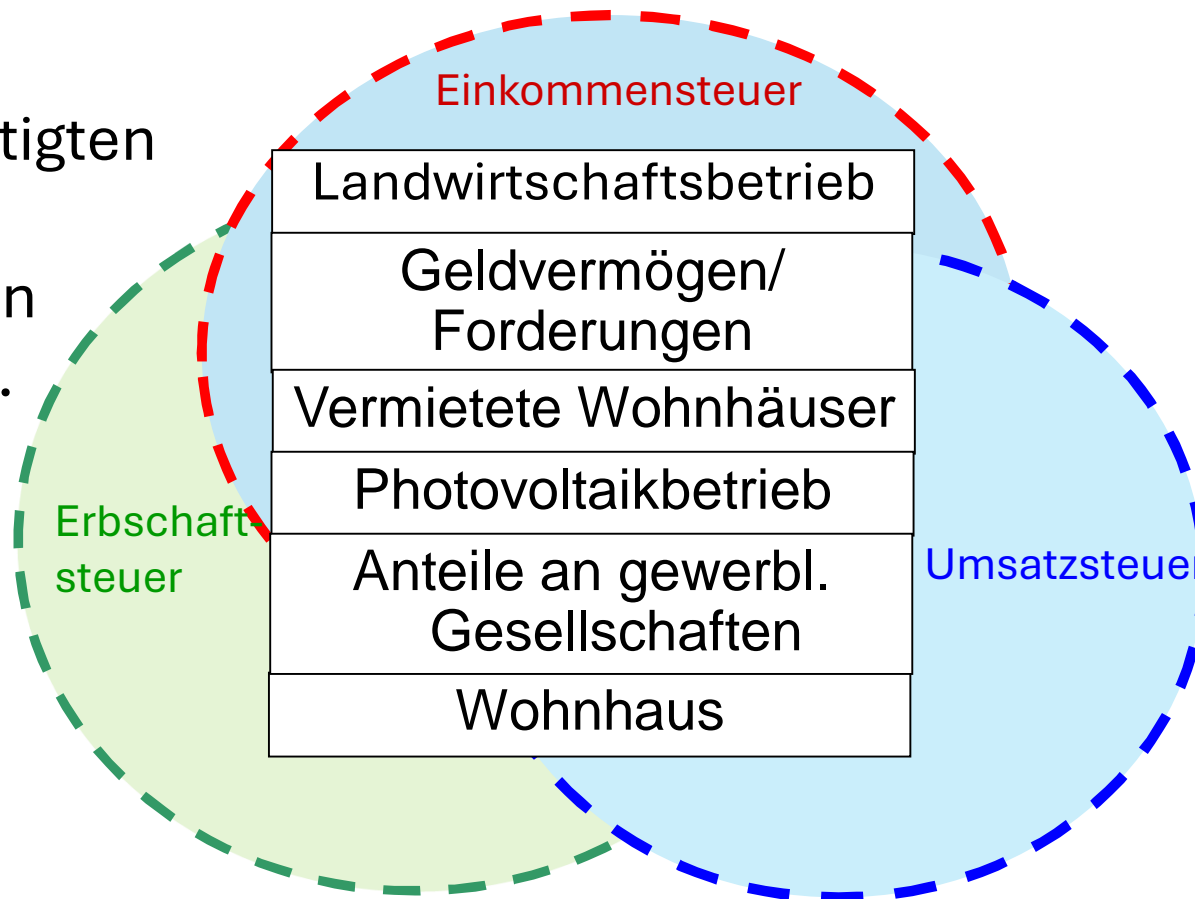 tigten
n
.
Einkommensteuer
Landwirtschaftsbetrieb
Geldvermögen/
Forderungen
Vermietete Wohnhäuser
Photovoltaikbetrieb
Anteile an gewerbl.
Gesellschaften
Wohnhaus
Erbschaft-
steuer
Umsatzsteuer